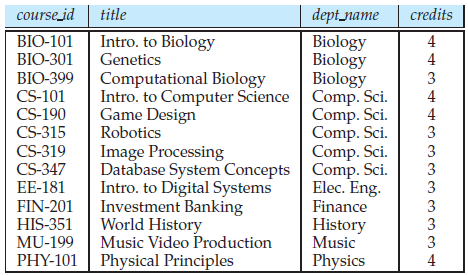 course_id title dept_name credits
BIO-101 Intro. to Biology Biology 4
BIO-301 Genetics Biology 4
BIO-399 Computational Biology Biology 3
CS-101 Intro. to Computer Science Comp. Sci. 4
CS-190 Game Design Comp. Sci. 4
CS-315 Robotics Comp. Sci. 3
CS-319 Image Processing Comp. Sci. 3
CS-347 Database System Concepts Comp. Sci. 3
EE-181 Intro. to Digital Systems Elec. Eng. 3
FIN-201 Investment Banking Finance 3
HIS-351 World History History 3
MU-199 Music Video Production Music 3
PHY-101 Physical Principles Physics 4